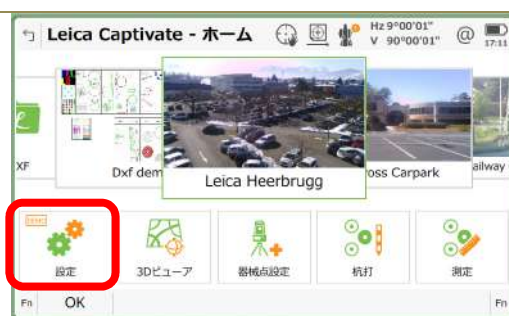 Leica Captivate - ホーム
Hz 9°00'01"
V 90°00'01"
17:11
XF
Dxf dem
Leica Heerbrugg
oss Carpark
ailway
設定
3Dビューア
器械点設定
杭打
測定
Fn
OK
Fn